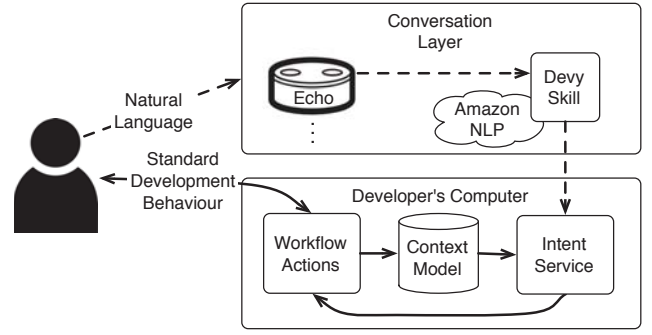 Conversation
Layer
Echo
Devy
Skill
Amazon
NLP
Natural
Language
Standard
Development
Behaviour
Developer's Computer
Workflow
Actions
Context
Model
Intent
Service